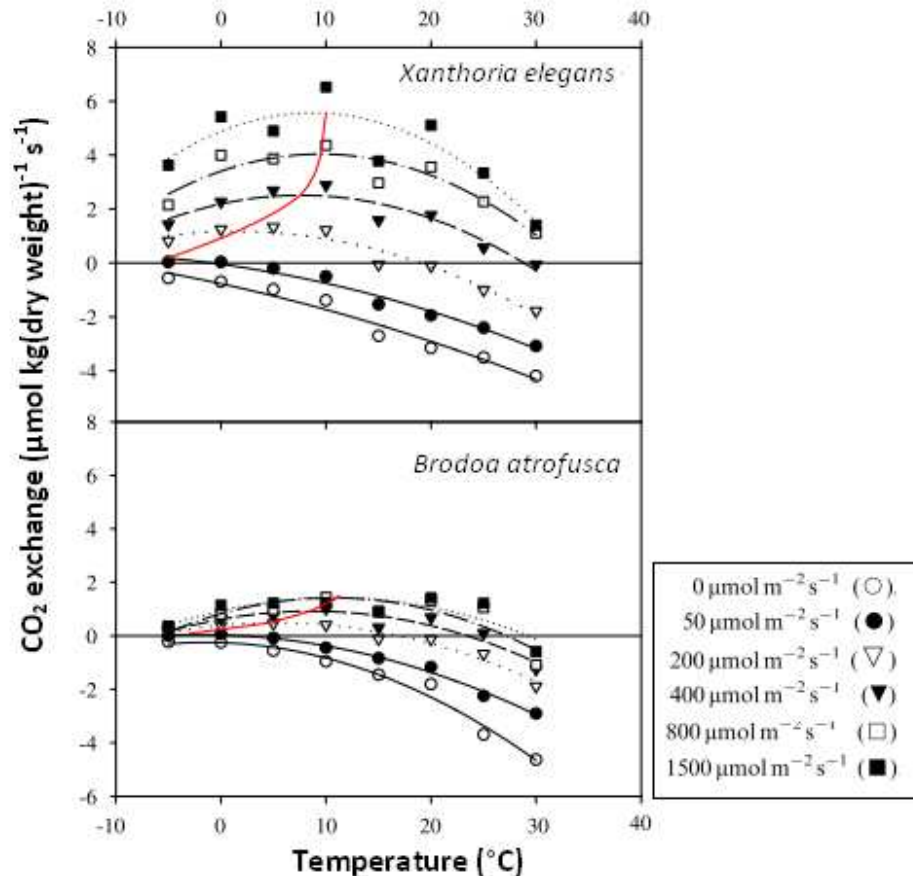 -10 0 10 20 30 40
8
6
4
2
0
-2
-4
Xanthoria elegans
8
6
4
2
0
-2
-4
-6
Brodoa atrofusca
CO₂ exchange (µmol kg(dry weight)⁻¹ s⁻¹)
-10 0 10 20 30 40
Temperature (°C)
0 µmol m⁻² s⁻¹ (○).
50 µmol m⁻² s⁻¹ (●)
200 µmol m⁻² s⁻¹ (▽)
400 µmol m⁻² s⁻¹ (▼)
800 µmol m⁻² s⁻¹ (□)
1500 µmol m⁻² s⁻¹ (■)